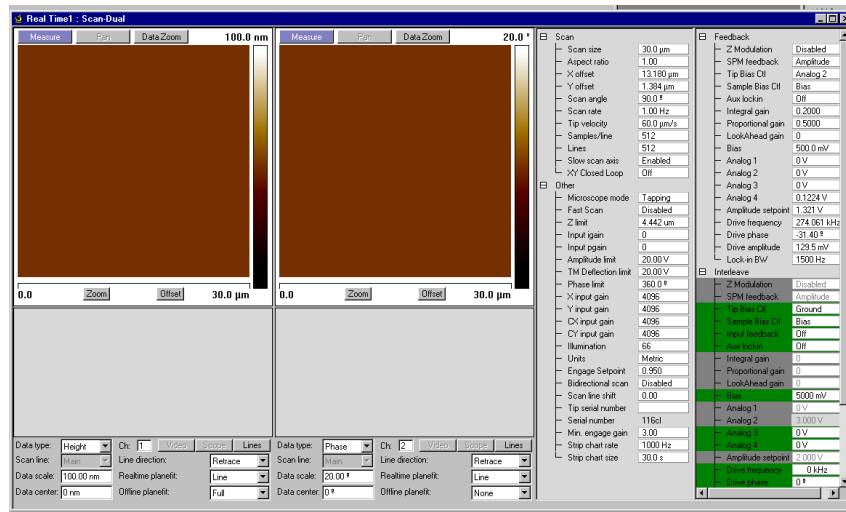 Real Time1 : Scan-Dual
Measure Pan Data Zoom 100.0 nm
0.0 Zoom Offset 30.0 µm
Measure Pan Data Zoom 20.0 °
0.0 Zoom Offset 30.0 µm
Data type: Height Ch: 1 Video Scope Lines
Scan line: Main Line direction: Retrace
Data scale: 100.00 nm Realtime planefit: Line
Data center: 0 nm Offline planefit: Full
Data type: Phase Ch: 2 Video Scope Lines
Scan line: Main Line direction: Retrace
Data scale: 20.00 º Realtime planefit: Line
Data center: 0 º Offline planefit: None
Scan
Scan size 30.0 µm
Aspect ratio 1.00
X offset 13.180 µm
Y offset 1.384 µm
Scan angle 90.0 º
Scan rate 1.00 Hz
Tip velocity 60.0 µm/s
Samples/line 512
Lines 512
Slow scan axis Enabled
XY Closed Loop Off
Other
Microscope mode Tapping
Fast Scan Disabled
Z limit 4.442 um
Input igain 0
Input pgain 0
Amplitude limit 20.00 V
TM Deflection limit 20.00 V
Phase limit 360.0 º
X input gain 4096
Y input gain 4096
CX input gain 4096
CY input gain 4096
Illumination 66
Units Metric
Engage Setpoint 0.950
Bidirectional scan Disabled
Scan line shift 0.00
Tip serial number
Serial number 116cl
Min. engage gain 3.00
Strip chart rate 1000 Hz
Strip chart size 30.0 s
Feedback
Z Modulation Disabled
SPM feedback Amplitude
Tip Bias Ctl Analog 2
Sample Bias Ctl Bias
Aux lockin Off
Integral gain 0.2000
Proportional gain 0.5000
LookAhead gain 0
Bias 500.0 mV
Analog 1 0 V
Analog 2 0 V
Analog 3 0 V
Analog 4 0.1224 V
Amplitude setpoint 1.321 V
Drive frequency 274.061 kHz
Drive phase -31.40 º
Drive amplitude 129.5 mV
Lock-in BW 1500 Hz
Interleave
Z Modulation Disabled
SPM feedback Amplitude
Tip Bias Ctl Ground
Sample Bias Ctl Bias
Input feedback Off
Aux lockin Off
Integral gain 0
Proportional gain 0
LookAhead gain 0
Bias 5000 mV
Analog 1 0 V
Analog 2 3.000 V
Analog 3 0 V
Analog 4 0 V
Amplitude setpoint 2.000 V
Drive frequency 0 kHz
Drive phase 0 º